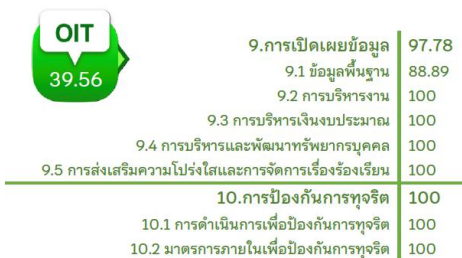 OIT
39.56
9.การเปิดเผยข้อมูล 97.78
9.1 ข้อมูลพื้นฐาน 88.89
9.2 การบริหารงาน 100
9.3 การบริหารเงินงบประมาณ 100
9.4 การบริหารและพัฒนาทรัพยากรบุคคล 100
9.5 การส่งเสริมความโปร่งใสและการจัดการเรื่องร้องเรียน 100
10.การป้องกันการทุจริต 100
10.1 การดำเนินการเพื่อป้องกันการทุจริต 100
10.2 มาตรการภายในเพื่อป้องกันการทุจริต 100